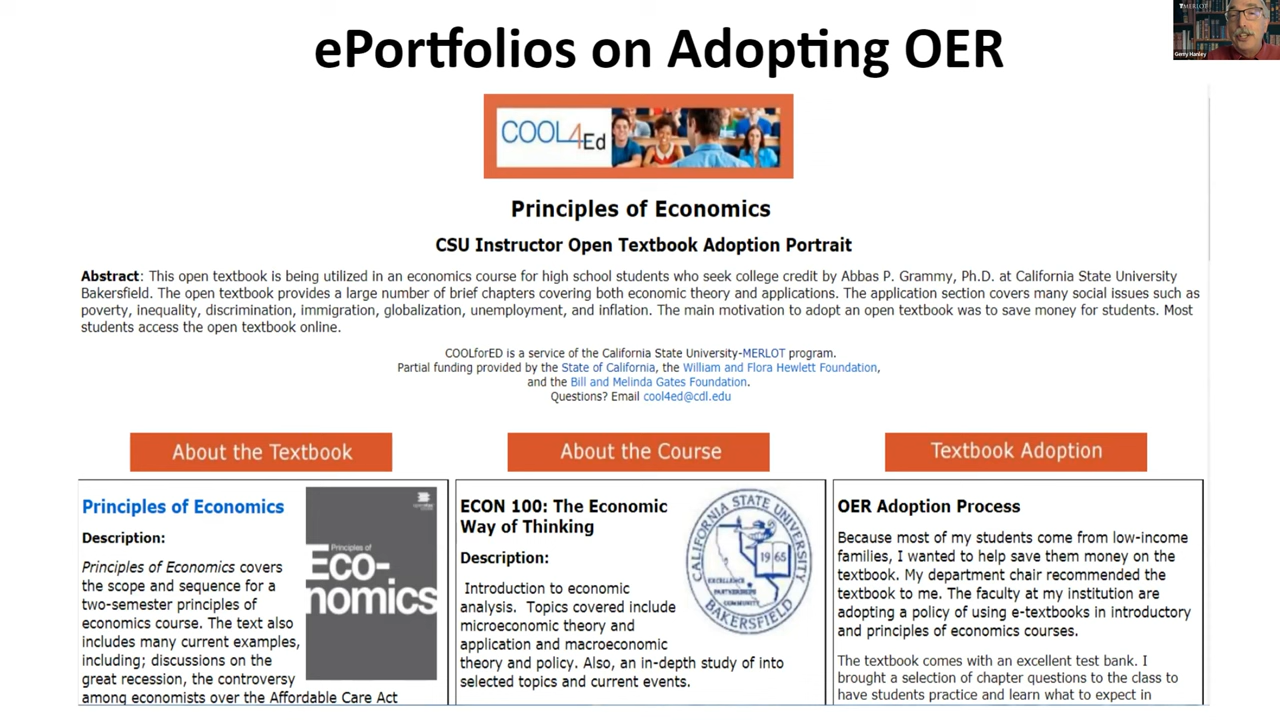 ePortfolios on Adopting OER
MERLOT
Gerry Hanley
COOL4Ed
Principles of Economics
CSU Instructor Open Textbook Adoption Portrait
Abstract: This open textbook is being utilized in an economics course for high school students who seek college credit by Abbas P. Grammy, Ph.D. at California State University
Bakersfield. The open textbook provides a large number of brief chapters covering both economic theory and applications. The application section covers many social issues such as
poverty, inequality, discrimination, immigration, globalization, unemployment, and inflation. The main motivation to adopt an open textbook was to save money for students. Most
students access the open textbook online.
COOLforED is a service of the California State University-MERLOT program.
Partial funding provided by the State of California, the William and Flora Hewlett Foundation,
and the Bill and Melinda Gates Foundation.
Questions? Email cool4ed@cdl.edu
About the Textbook
Principles of Economics
Description:
Principles of Economics covers
the scope and sequence for a
two-semester principles of
economics course. The text also
includes many current examples,
including; discussions on the
great recession, the controversy
among economists over the Affordable Care Act
Principles of
Eco-
nomics
About the Course
ECON 100: The Economic
Way of Thinking
Description:
Introduction to economic
analysis. Topics covered include
microeconomic theory and
application and macroeconomic
theory and policy. Also, an in-depth study of into
selected topics and current events.
CALIFORNIA STATE UNIVERSITY
1965
EXCELLENCE
PARTNERSHIPS
COMMUNITY
BAKERSFIELD
Textbook Adoption
OER Adoption Process
Because most of my students come from low-income
families, I wanted to help save them money on the
textbook. My department chair recommended the
textbook to me. The faculty at my institution are
adopting a policy of using e-textbooks in introductory
and principles of economics courses.
The textbook comes with an excellent test bank. I
brought a selection of chapter questions to the class to
have students practice and learn what to expect in